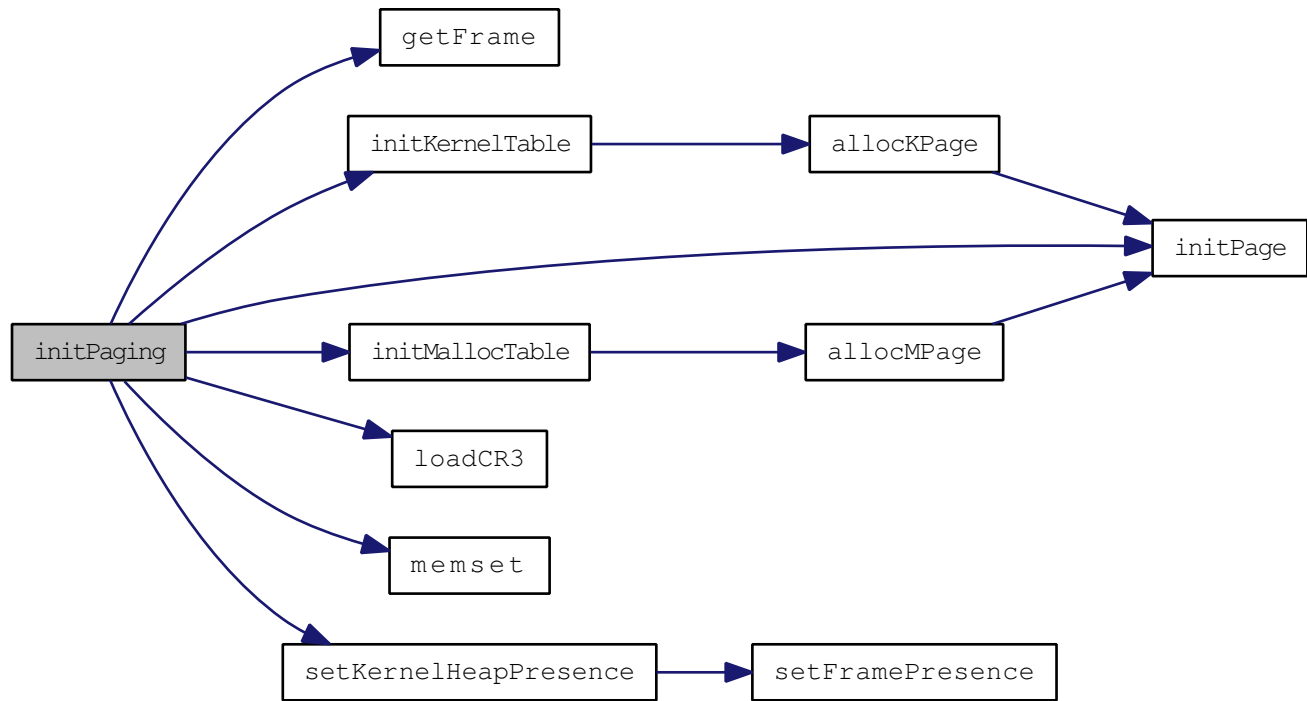 getFrame
initKernelTable
allocKPage
initPage
initPaging
initMallocTable
allocMPage
loadCR3
memset
setKernelHeapPresence
setFramePresence